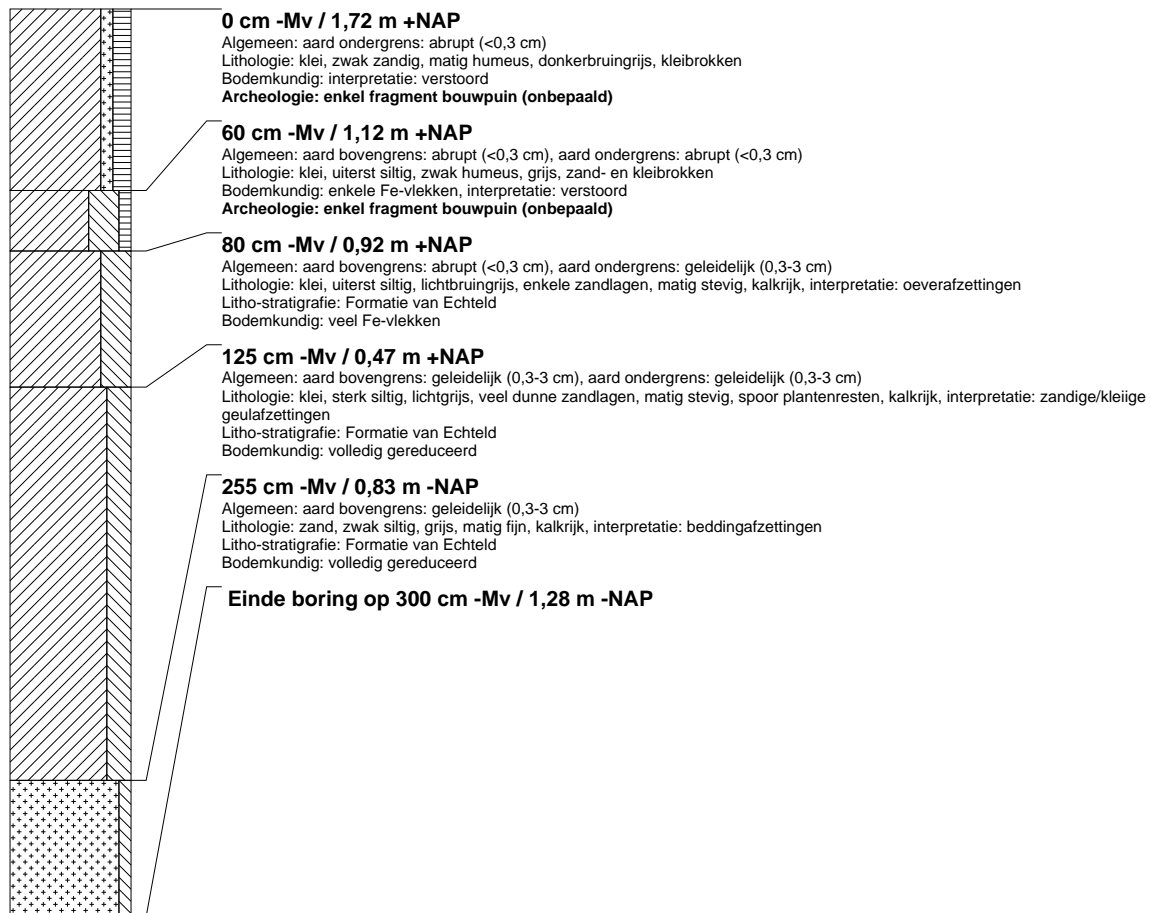 0 cm -Mv / 1,72 m +NAP
Algemeen: aard ondergrens: abrupt (<0,3 cm)
Lithologie: klei, zwak zandig, matig humeus, donkerbruingrijs, kleibrokken
Bodemkundig: interpretatie: verstoord
Archeologie: enkel fragment bouwpuin (onbepaald)
60 cm -Mv / 1,12 m +NAP
Algemeen: aard bovengrens: abrupt (<0,3 cm), aard ondergrens: abrupt (<0,3 cm)
Lithologie: klei, uiterst siltig, zwak humeus, grijs, zand- en kleibrokken
Bodemkundig: enkele Fe-vlekken, interpretatie: verstoord
Archeologie: enkel fragment bouwpuin (onbepaald)
80 cm -Mv / 0,92 m +NAP
Algemeen: aard bovengrens: abrupt (<0,3 cm), aard ondergrens: geleidelijk (0,3-3 cm)
Lithologie: klei, uiterst siltig, lichtbruingrijs, enkele zandlagen, matig stevig, kalkrijk, interpretatie: oeverafzettingen
Litho-stratigrafie: Formatie van Echteld
Bodemkundig: veel Fe-vlekken
125 cm -Mv / 0,47 m +NAP
Algemeen: aard bovengrens: geleidelijk (0,3-3 cm), aard ondergrens: geleidelijk (0,3-3 cm)
Lithologie: klei, sterk siltig, lichtgrijs, veel dunne zandlagen, matig stevig, spoor plantenresten, kalkrijk, interpretatie: zandige/kleiige
geulafzettingen
Litho-stratigrafie: Formatie van Echteld
Bodemkundig: volledig gereduceerd
255 cm -Mv / 0,83 m -NAP
Algemeen: aard bovengrens: geleidelijk (0,3-3 cm)
Lithologie: zand, zwak siltig, grijs, matig fijn, kalkrijk, interpretatie: beddingafzettingen
Litho-stratigrafie: Formatie van Echteld
Bodemkundig: volledig gereduceerd
Einde boring op 300 cm -Mv / 1,28 m -NAP